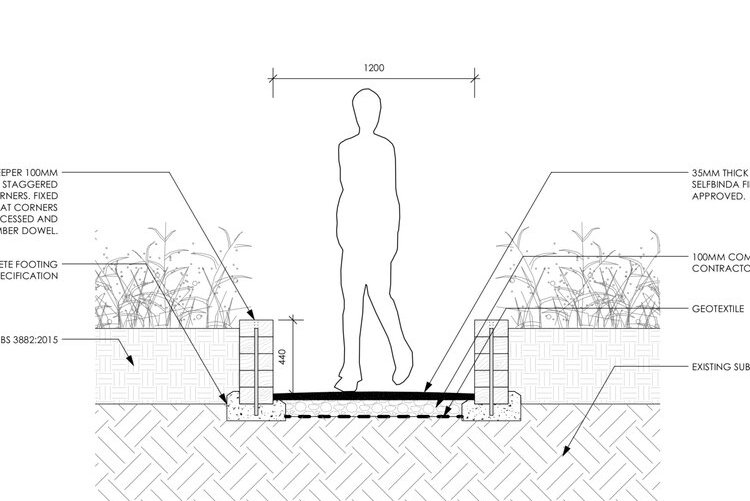 1200
EEPER 100MM
STAGGERED
RNERS. FIXED
AT CORNERS
CESSED AND
MBER DOWEL.
ETE FOOTING
ECIFICATION
BS 3882:2015
440
35MM THICK
SELFBINDA FI
APPROVED.
100MM COM
CONTRACTO
GEOTEXTILE
EXISTING SUB